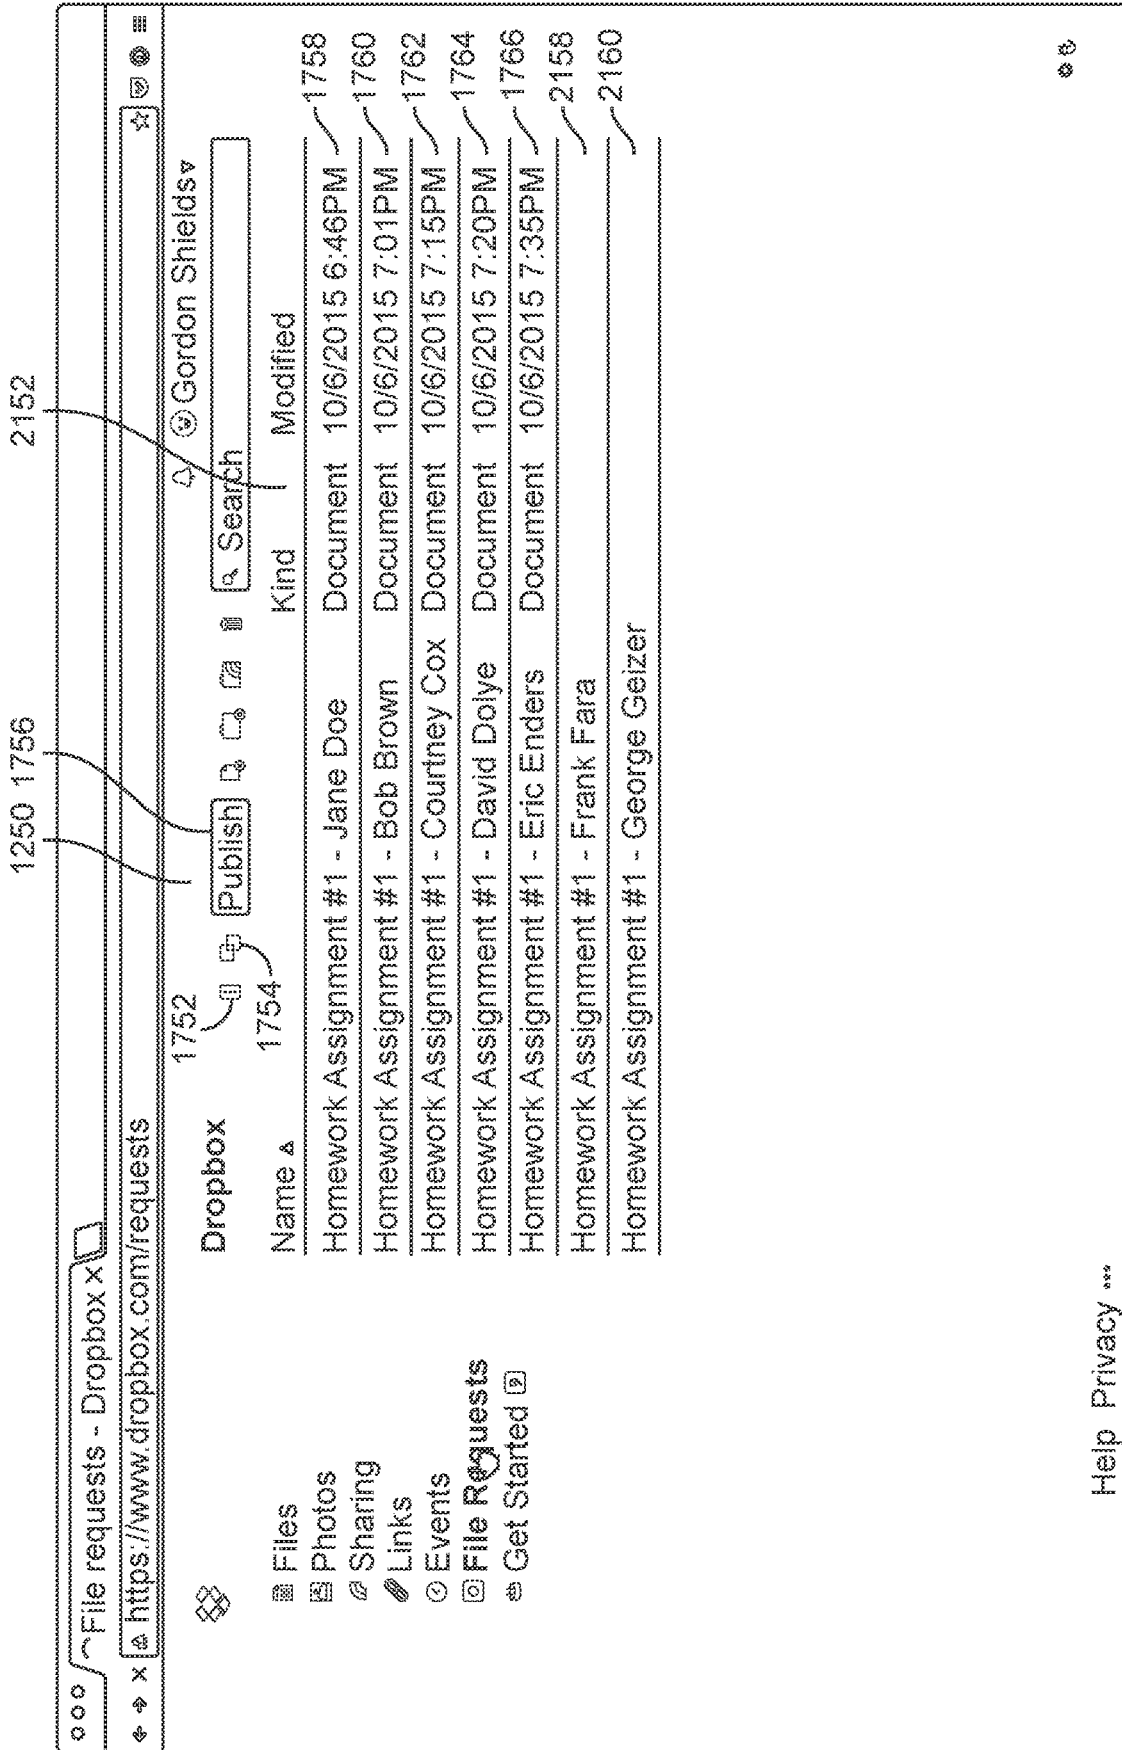 1250 1756 2152
File requests - Dropbox X
https://www.dropbox.com/requests
Gordon Shields
1752
Dropbox
Publish
Search
1754
Name Kind Modified
Homework Assignment #1 - Jane Doe Document 10/6/2015 6:46PM 1758
Homework Assignment #1 - Bob Brown Document 10/6/2015 7:01PM 1760
Homework Assignment #1 - Courtney Cox Document 10/6/2015 7:15PM 1762
Homework Assignment #1 - David Dolye Document 10/6/2015 7:20PM 1764
Homework Assignment #1 - Eric Enders Document 10/6/2015 7:35PM 1766
Homework Assignment #1 - Frank Fara 2158
Homework Assignment #1 - George Geizer 2160
Files
Photos
Sharing
Links
Events
File Requests
Get Started
Help Privacy •••